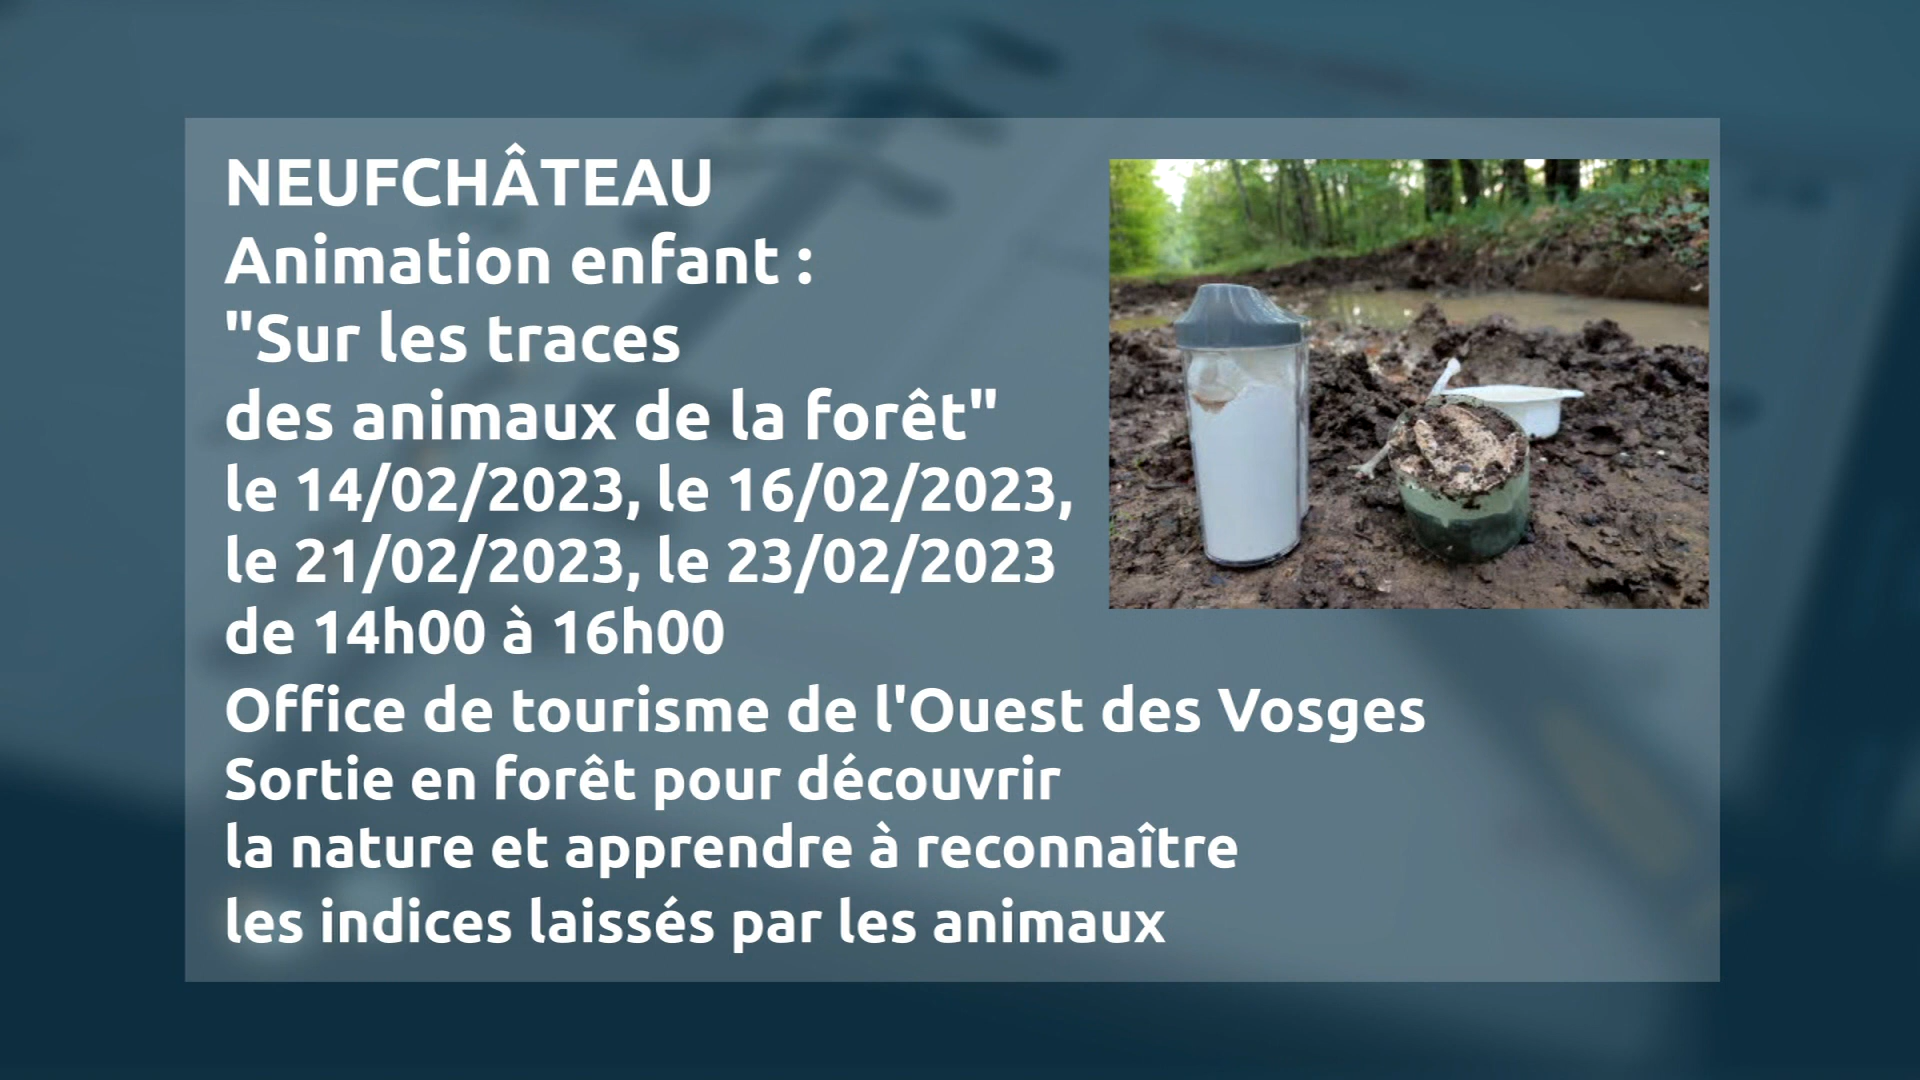 NEUFCHÂTEAU
Animation enfant :
"Sur les traces
des animaux de la forêt"
le 14/02/2023, le 16/02/2023,
le 21/02/2023, le 23/02/2023
de 14h00 à 16h00
Office de tourisme de l'Ouest des Vosges
Sortie en forêt pour découvrir
la nature et apprendre à reconnaître
les indices laissés par les animaux